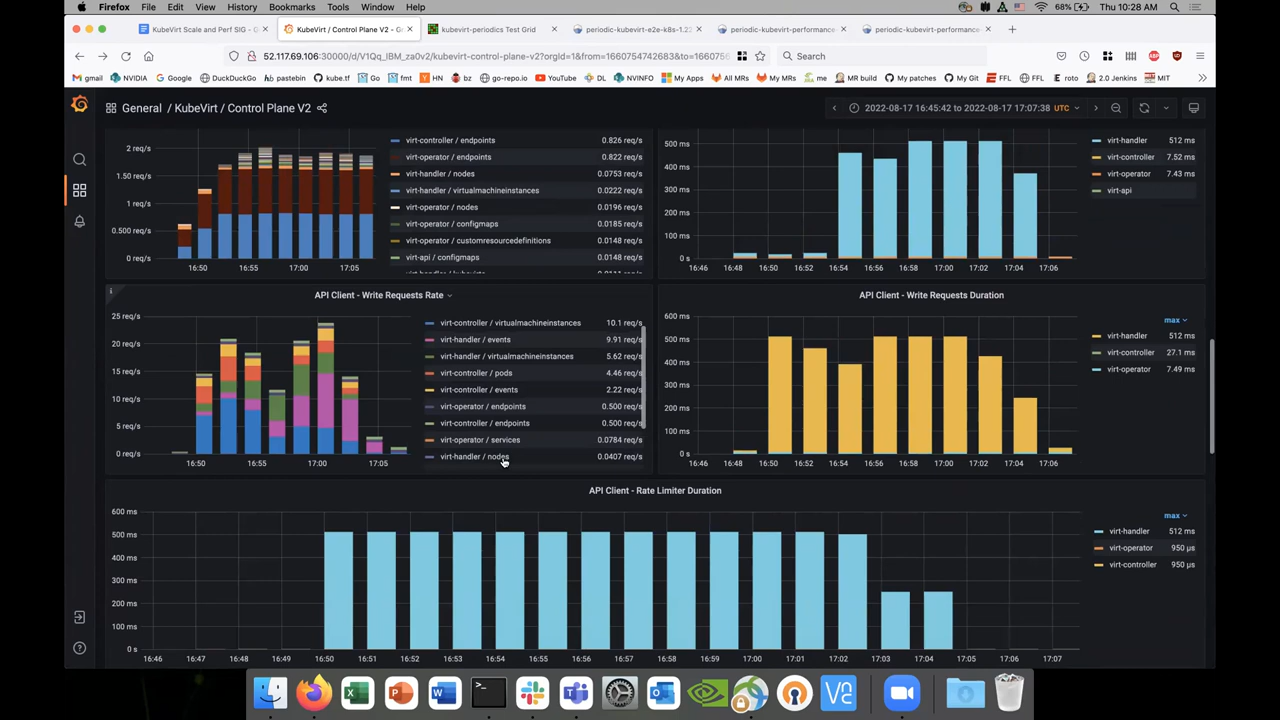 Firefox File Edit View History Bookmarks Tools Window Help 68% Thu 10:28 AM
KubeVirt Scale and Perf SIG - G
KubeVirt / Control Plane V2 - G
kubevirt-periodics Test Grid
periodic-kubevirt-e2e-k8s-1.22
periodic-kubevirt-performance
periodic-kubevirt-performance
52.117.69.106:30000/d/V1Qq_IBM_za0v2/kubevirt-control-plane-v2?orgId=1&from=1660754742683&to=
Search
gmail NVIDIA Google DuckDuckGo pastebin kube.tf Go fmt HN bz go-repo.io YouTube DL NVINFO My Apps All MRs me MR build My patches My Git FFL eroto 2.0 Jenkins MIT
General / KubeVirt / Control Plane V2
2022-08-17 16:45:42 to 2022-08-17 17:07:38 UTC
2 req/s
1.50 req/s
1 req/s
0.500 req/s
0 req/s
16:50 16:55 17:00 17:05
virt-controller / endpoints 0.826 req/s
virt-operator / endpoints 0.822 req/s
virt-handler / nodes 0.0753 req/s
virt-handler / virtualmachineinstances 0.0222 req/s
virt-operator / nodes 0.0196 req/s
virt-operator / configmaps 0.0185 req/s
virt-operator / customresourcedefinitions 0.0148 req/s
virt-api / configmaps 0.0148 req/s
500 ms
400 ms
300 ms
200 ms
100 ms
0 s
16:46 16:48 16:50 16:52 16:54 16:56 16:58 17:00 17:02 17:04 17:06
virt-handler 512 ms
virt-controller 7.52 ms
virt-operator 7.43 ms
virt-api
API Client - Write Requests Rate
25 req/s
20 req/s
15 req/s
10 req/s
5 req/s
0 req/s
16:50 16:55 17:00 17:05
virt-controller / virtualmachineinstances 10.1 req/s
virt-handler / events 9.91 req/s
virt-handler / virtualmachineinstances 5.62 req/s
virt-controller / pods 4.46 req/s
virt-controller / events 2.22 req/s
virt-operator / endpoints 0.500 req/s
virt-controller / endpoints 0.500 req/s
virt-operator / services 0.0784 req/s
virt-handler / nodes 0.0407 req/s
API Client - Write Requests Duration
600 ms
500 ms
400 ms
300 ms
200 ms
100 ms
0 s
16:46 16:48 16:50 16:52 16:54 16:56 16:58 17:00 17:02 17:04 17:06
max
virt-handler 512 ms
virt-controller 27.1 ms
virt-operator 7.49 ms
API Client - Rate Limiter Duration
600 ms
500 ms
400 ms
300 ms
200 ms
100 ms
0 s
16:46 16:47 16:48 16:49 16:50 16:51 16:52 16:53 16:54 16:55 16:56 16:57 16:58 16:59 17:00 17:01 17:02 17:03 17:04 17:05 17:06 17:07
max
virt-handler 512 ms
virt-operator 950 µs
virt-controller 950 µs